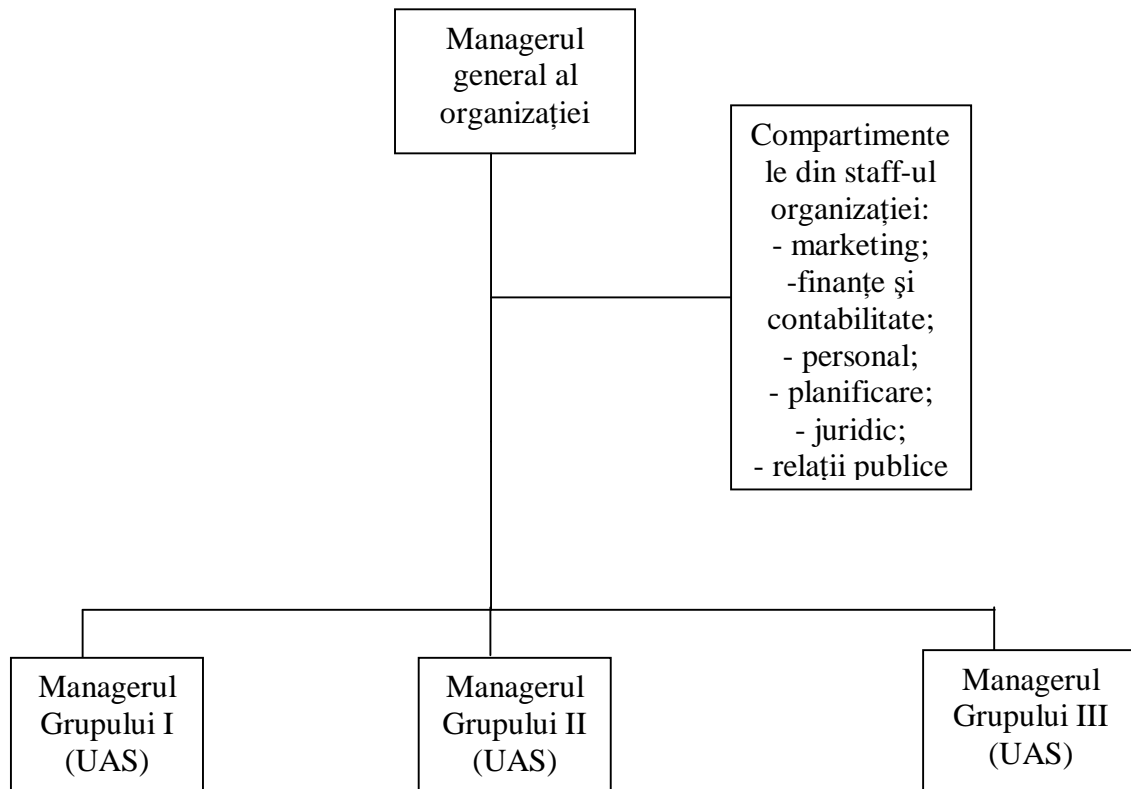 Managerul
general al
organizației
Compartimente
le din staff-ul
organizației:
- marketing;
-finanțe şi
contabilitate;
- personal;
- planificare;
- juridic;
- relații publice
Managerul
Grupului I
(UAS)
Managerul
Grupului II
(UAS)
Managerul
Grupului III
(UAS)